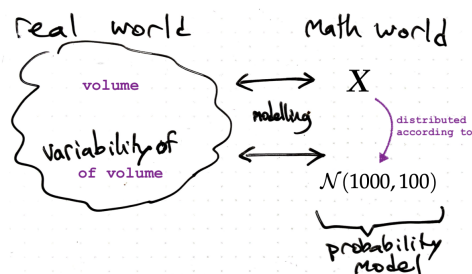 real world
math world
volume
X
modelling
distributed
according to
variability of
of volume
N(1000, 100)
probability
model